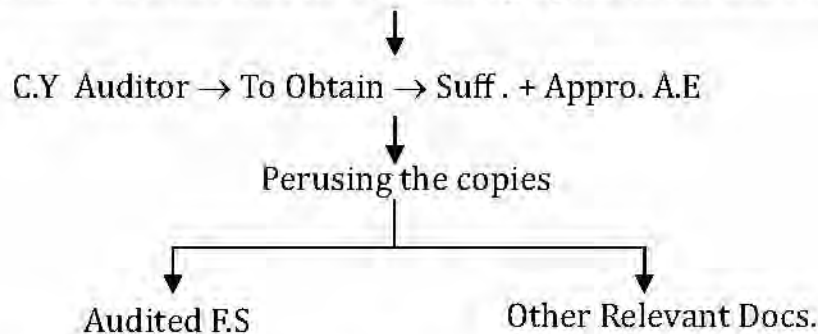 C.Y Auditor → To Obtain → Suff. + Appro. A.E
Perusing the copies
Audited F.S
Other Relevant Docs.